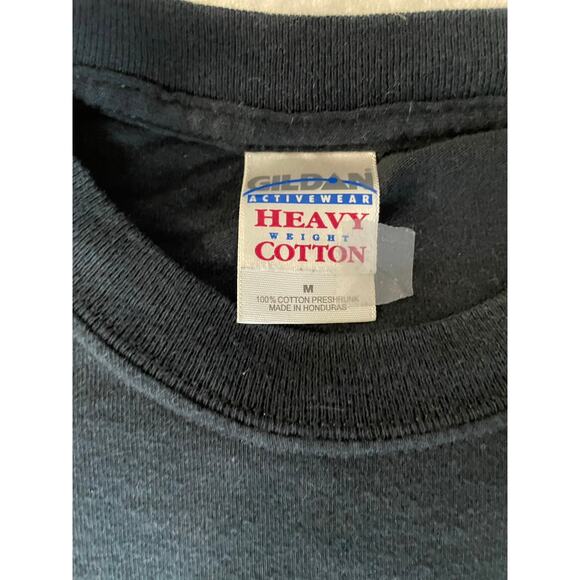 GILDAN
ACTIVEWEAR
HEAVY
WEIGHT
COTTON
M
100% COTTON PRESHRUNK
MADE IN HONDURAS